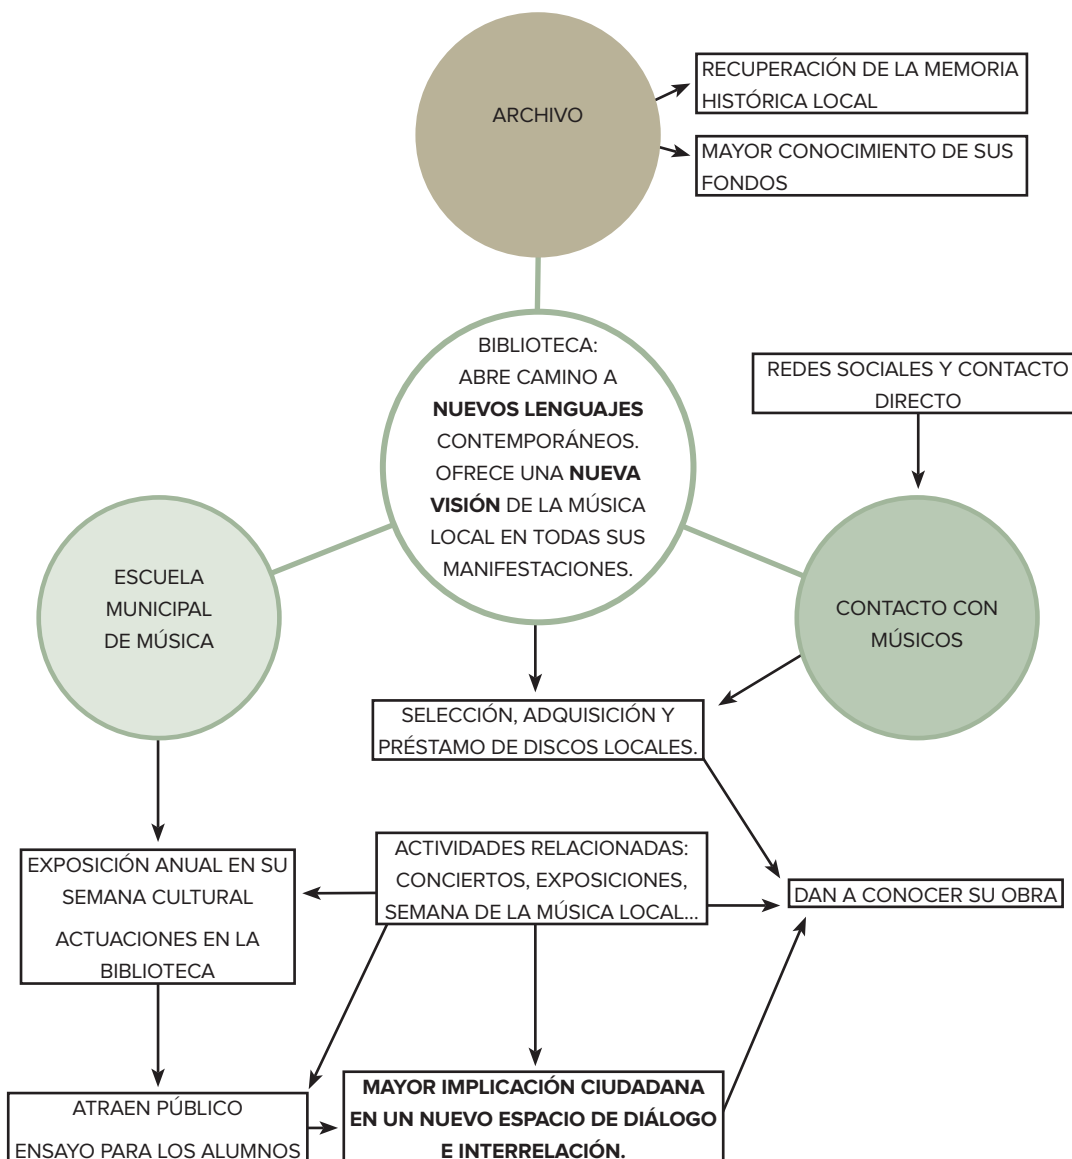 ARCHIVO
RECUPERACIÓN DE LA MEMORIA
HISTÓRICA LOCAL
MAYOR CONOCIMIENTO DE SUS
FONDOS
BIBLIOTECA:
ABRE CAMINO A
NUEVOS LENGUAJES
CONTEMPORÁNEOS.
OFRECE UNA NUEVA
VISIÓN DE LA MÚSICA
LOCAL EN TODAS SUS
MANIFESTACIONES.
REDES SOCIALES Y CONTACTO
DIRECTO
ESCUELA
MUNICIPAL
DE MÚSICA
CONTACTO CON
MÚSICOS
SELECCIÓN, ADQUISICIÓN Y
PRÉSTAMO DE DISCOS LOCALES.
EXPOSICIÓN ANUAL EN SU
SEMANA CULTURAL
ACTUACIONES EN LA
BIBLIOTECA
ACTIVIDADES RELACIONADAS:
CONCIERTOS, EXPOSICIONES,
SEMANA DE LA MÚSICA LOCAL...
DAN A CONOCER SU OBRA
ATRAEN PÚBLICO
ENSAYO PARA LOS ALUMNOS
MAYOR IMPLICACIÓN CIUDADANA
EN UN NUEVO ESPACIO DE DIÁLOGO
E INTERRELACIÓN.